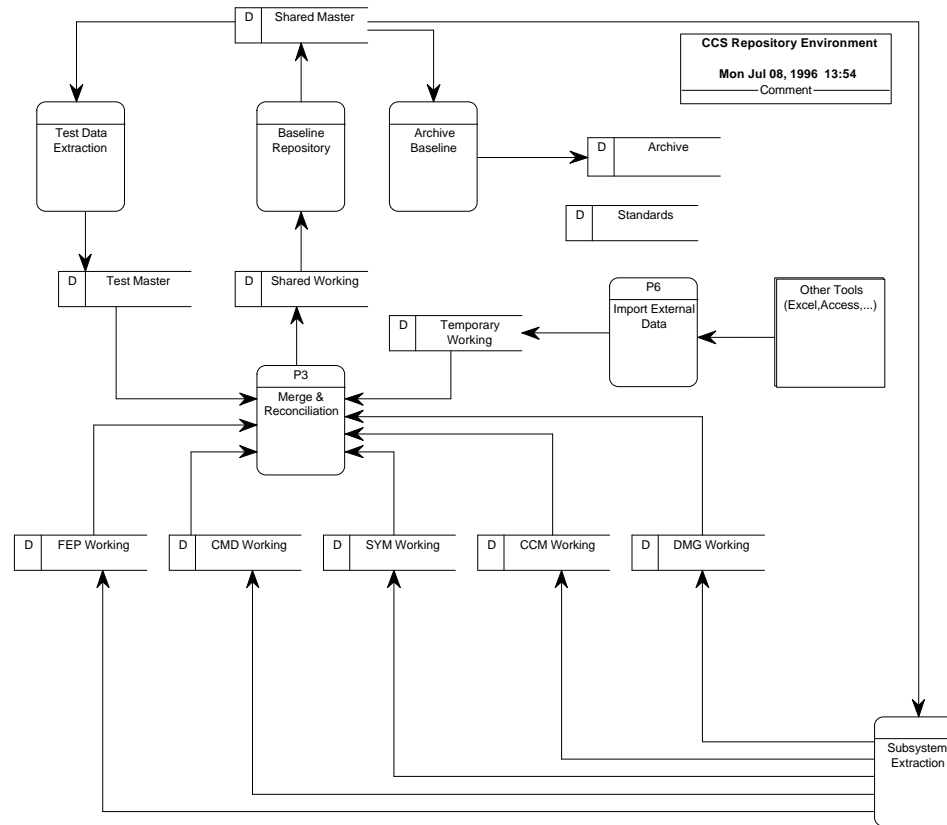 D Shared Master
CCS Repository Environment
Mon Jul 08, 1996 13:54
Comment
Test Data
Extraction
Baseline
Repository
Archive
Baseline
D Archive
D Standards
D Test Master
D Shared Working
D Temporary
Working
P6
Import External
Data
Other Tools
(Excel,Access,...)
P3
Merge &
Reconciliation
D FEP Working
D CMD Working
D SYM Working
D CCM Working
D DMG Working
Subsystem
Extraction